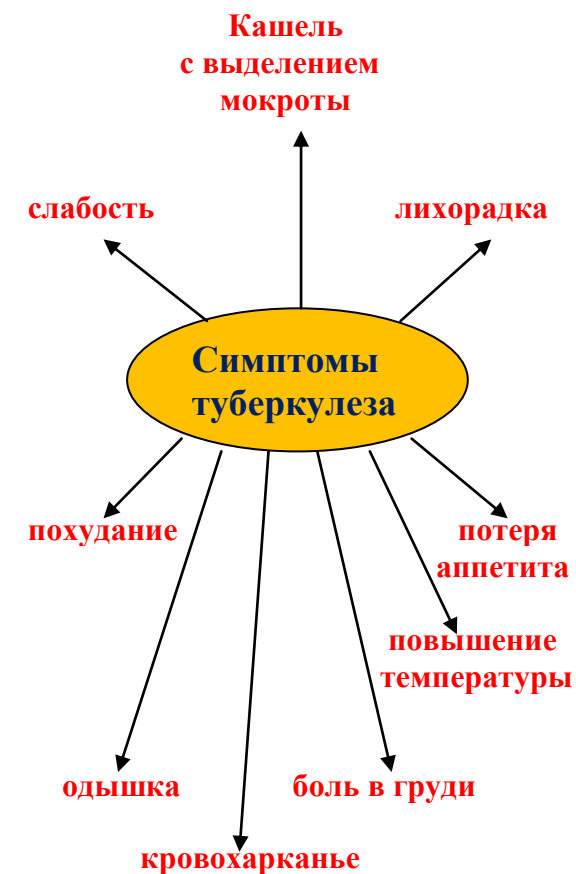 Кашель
с выделением
мокроты
слабость
лихорадка
Симптомы
туберкулеза
похудание
потеря
аппетита
повышение
температуры
одышка
боль в груди
кровохарканье